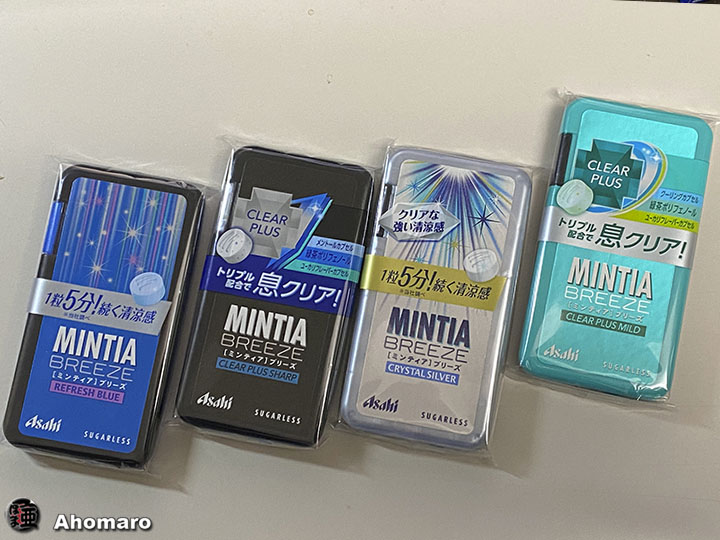 1粒5分!続く清涼感
※当社調べ
MINTIA
BREEZE
[ミンティア]ブリーズ
REFRESH BLUE
Asahi
SUGARLESS
CLEAR
PLUS
メントールカプセル
緑茶ポリフェノール
ユーカリフレーバーカプセル
トリプル
配合で
息クリア!
MINTIA
BREEZE
[ミンティア]ブリーズ
CLEAR PLUS SHARP
Asahi
SUGARLESS
クリアな
強い清涼感
1粒5分!続く清涼感
※当社調べ
MINTIA
BREEZE
[ミンティア]ブリーズ
CRYSTAL SILVER
Asahi
SUGARLESS
CLEAR
PLUS
クーリングカプセル
緑茶ポリフェノール
ユーカリフレーバーカプセル
トリプル
配合で
息クリア!
MINTIA
BREEZE
[ミンティア]ブリーズ
CLEAR PLUS MILD
Asahi
SUGARLESS
Ahomaro